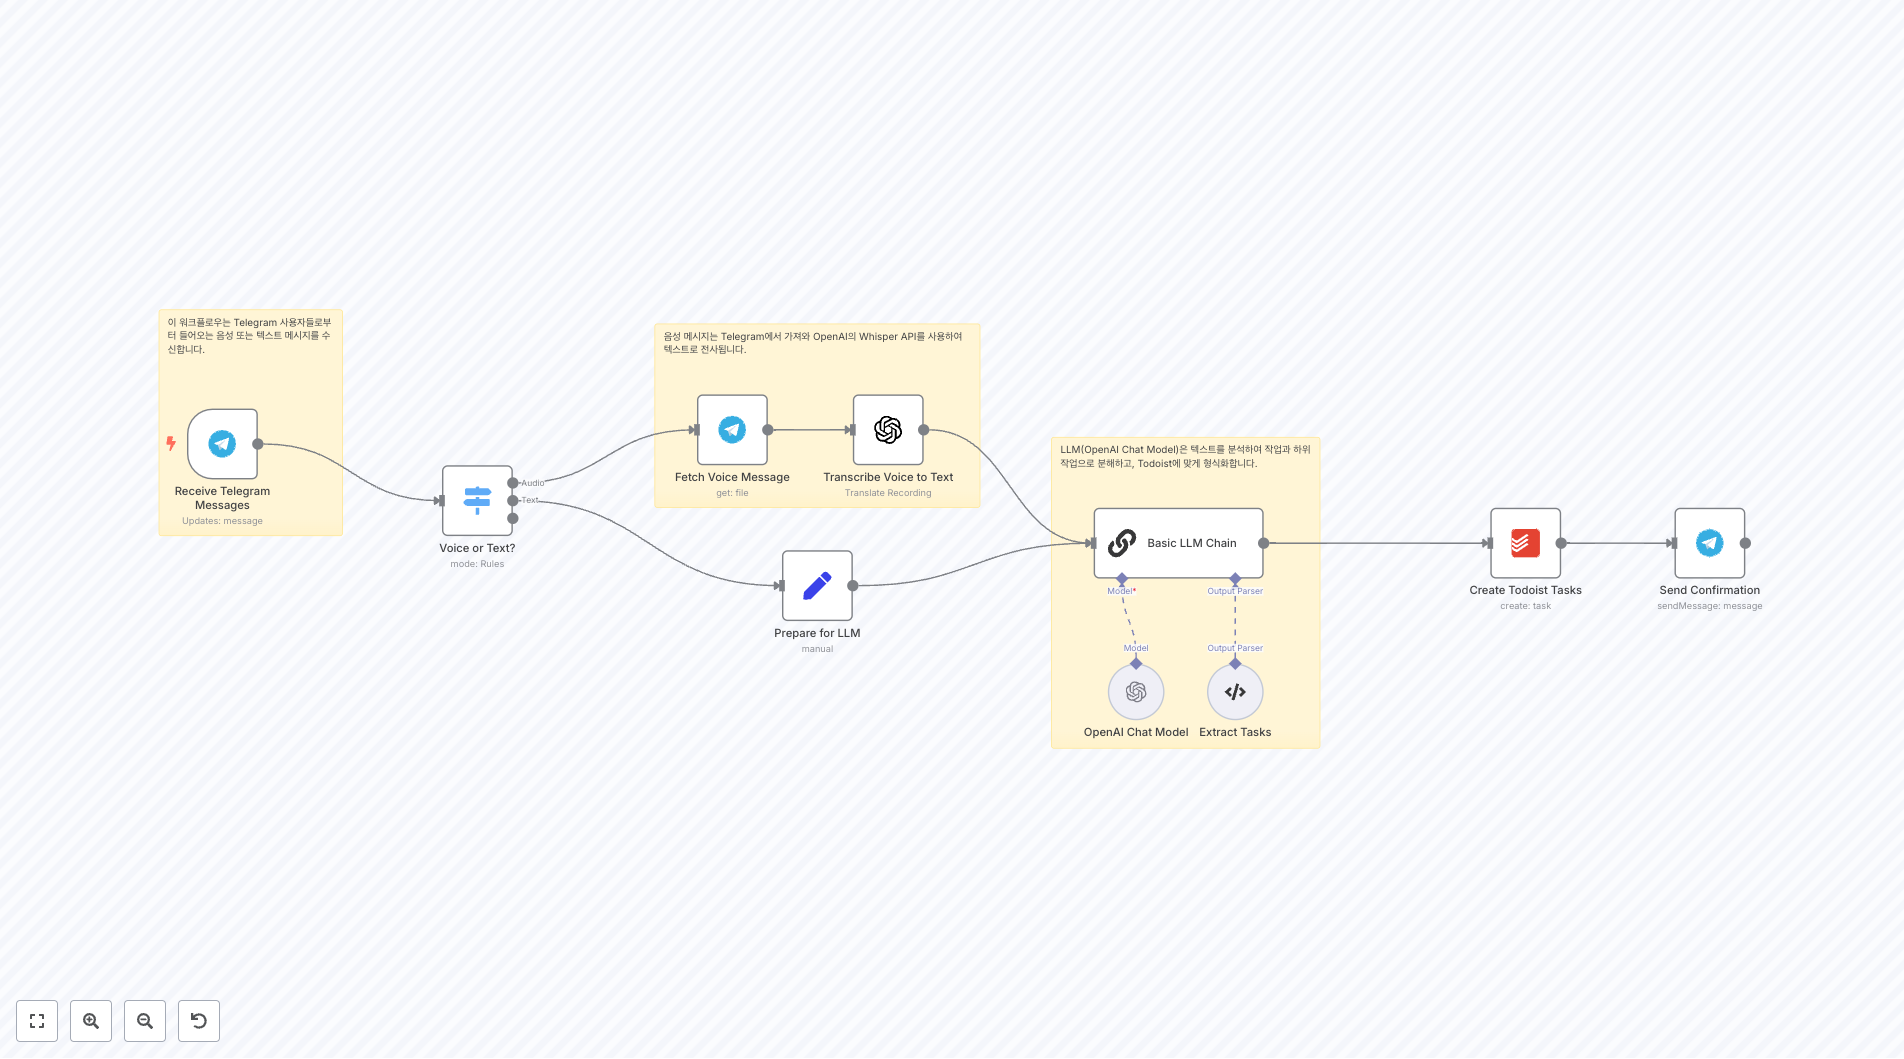 이 워크플로우는 Telegram 사용자들로부
터 들어오는 음성 또는 텍스트 메시지를 수
신합니다.
Receive Telegram
Messages
Updates: message
Voice or Text?
mode: Rules
Audio
Text
음성 메시지는 Telegram에서 가져와 OpenAI의 Whisper API를 사용하여
텍스트로 전사됩니다.
Fetch Voice Message
get: file
Transcribe Voice to Text
Translate Recording
Prepare for LLM
manual
LLM(OpenAI Chat Model)은 텍스트를 분석하여 작업과 하위
작업으로 분해하고, Todoist에 맞게 형식화합니다.
Basic LLM Chain
Model*
Output Parser
Model
Output Parser
OpenAI Chat Model
Extract Tasks
Create Todoist Tasks
create: task
Send Confirmation
sendMessage: message